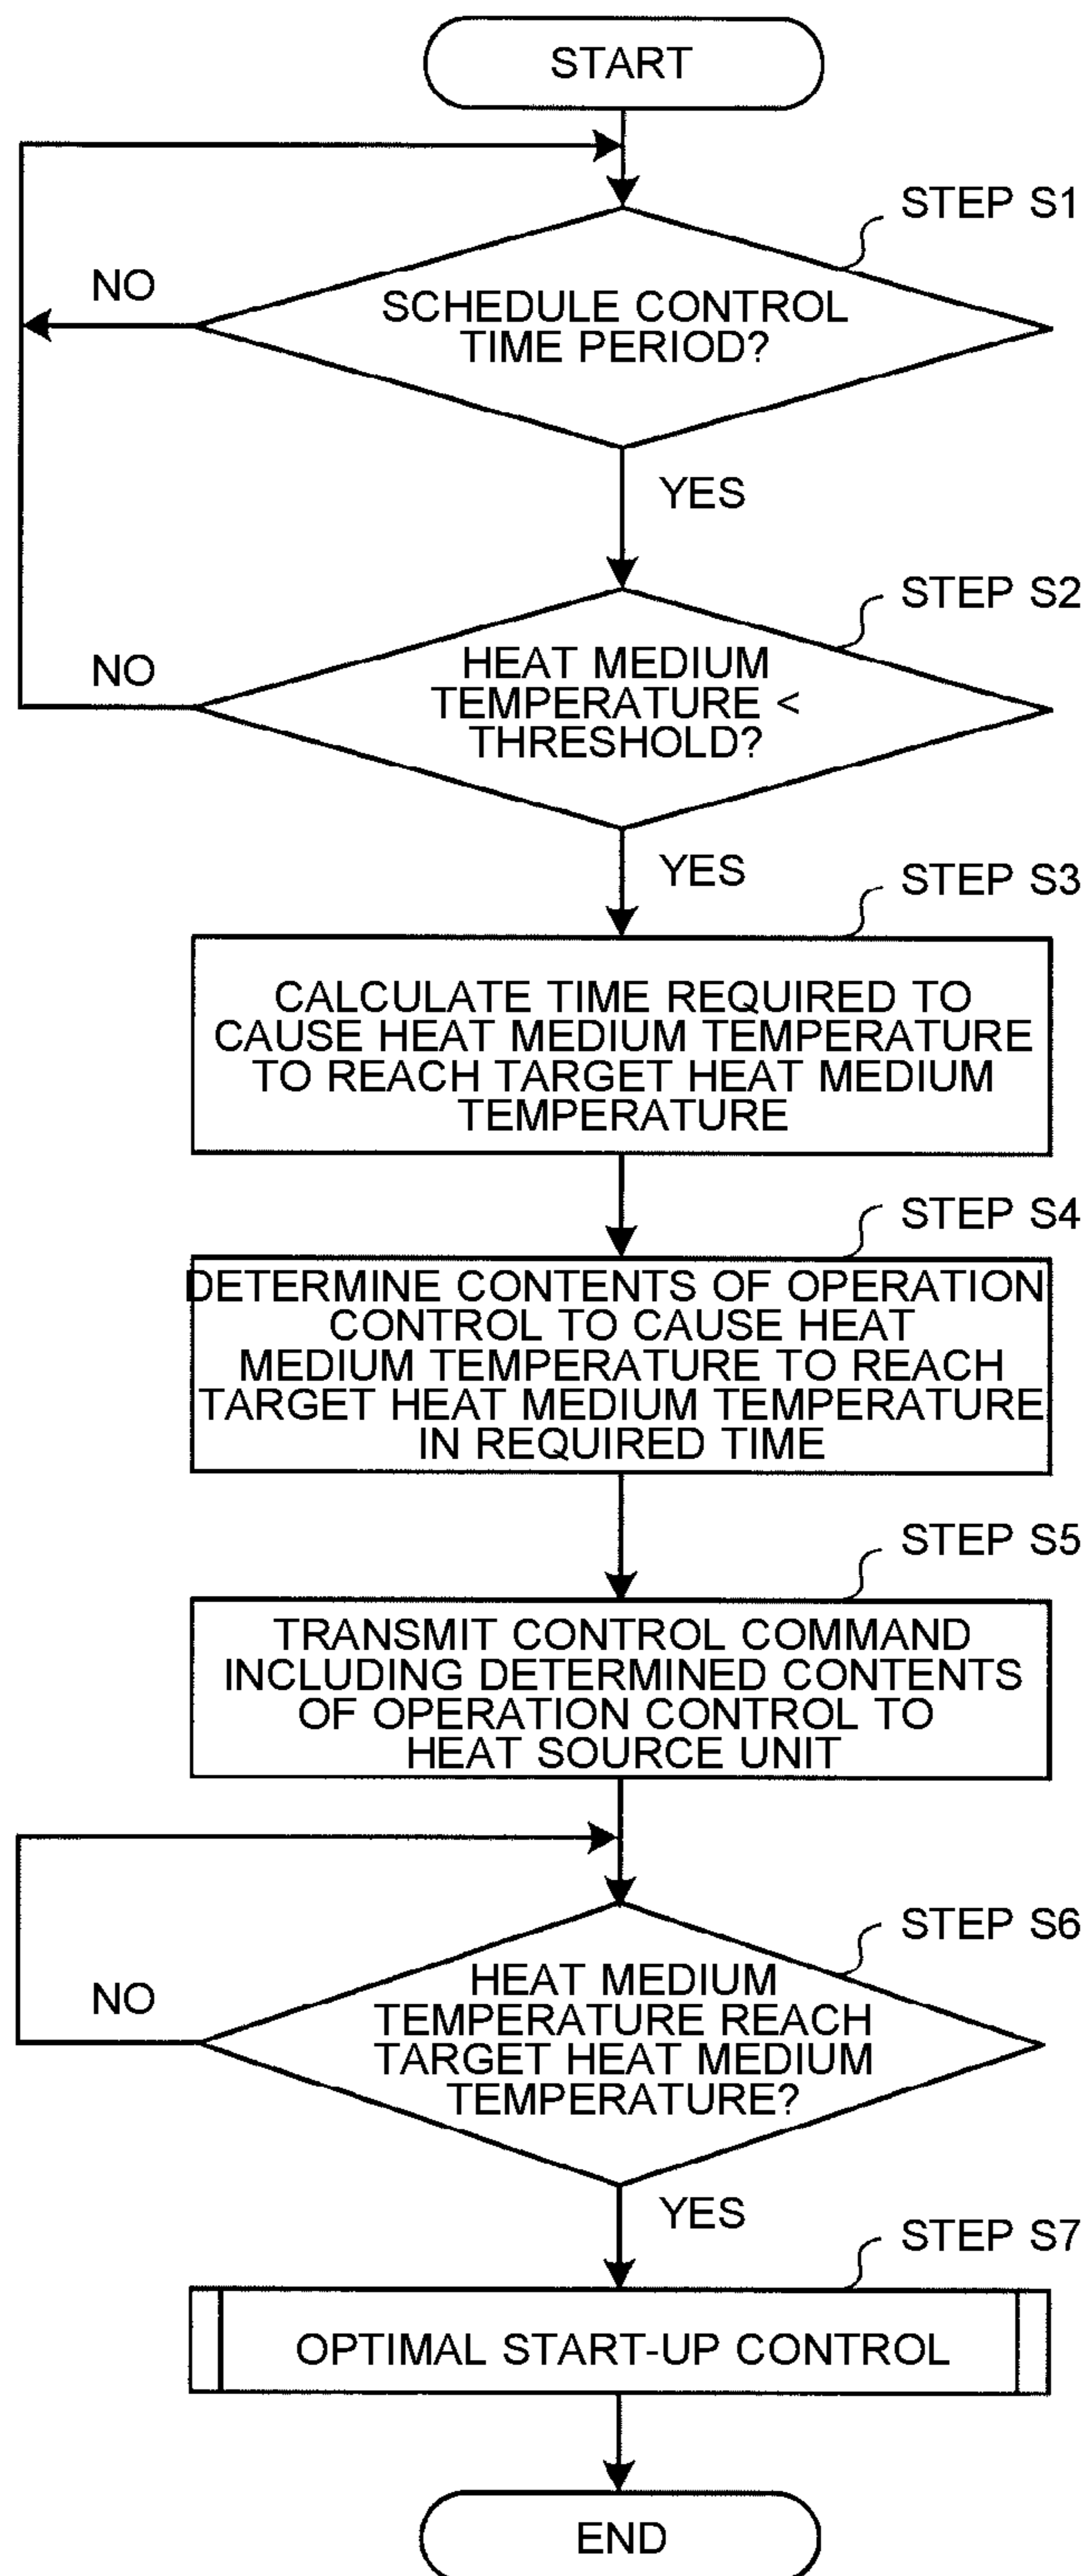 START
STEP S1
NO
SCHEDULE CONTROL
TIME PERIOD?
YES
STEP S2
NO
HEAT MEDIUM
TEMPERATURE <
THRESHOLD?
YES
STEP S3
CALCULATE TIME REQUIRED TO
CAUSE HEAT MEDIUM TEMPERATURE
TO REACH TARGET HEAT MEDIUM
TEMPERATURE
STEP S4
DETERMINE CONTENTS OF OPERATION
CONTROL TO CAUSE HEAT
MEDIUM TEMPERATURE TO REACH
TARGET HEAT MEDIUM TEMPERATURE
IN REQUIRED TIME
STEP S5
TRANSMIT CONTROL COMMAND
INCLUDING DETERMINED CONTENTS
OF OPERATION CONTROL TO
HEAT SOURCE UNIT
STEP S6
NO
HEAT MEDIUM
TEMPERATURE REACH
TARGET HEAT MEDIUM
TEMPERATURE?
YES
STEP S7
OPTIMAL START-UP CONTROL
END